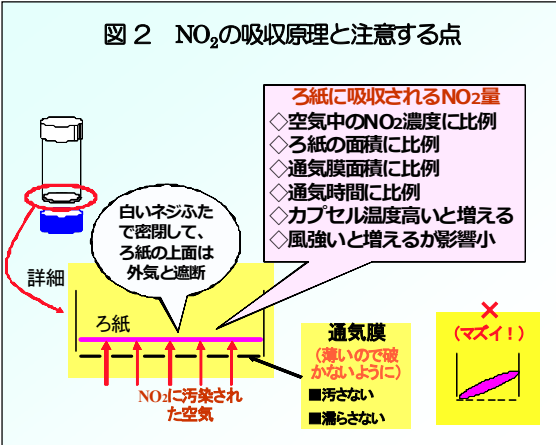 図２　NO₂の吸収原理と注意する点
ろ紙に吸収されるNO₂量
◇空気中のNO₂濃度に比例
◇ろ紙の面積に比例
◇通気膜面積に比例
◇通気時間に比例
◇カプセル温度高いと増える
◇風強いと増えるが影響小
白いネジふた
で密閉して、
ろ紙の上面は
外気と遮断
詳細
ろ紙
NO₂に汚染され
た空気
通気膜
（薄いので破
かないように）
■汚さない
■濡らさない
×
（マズイ！）